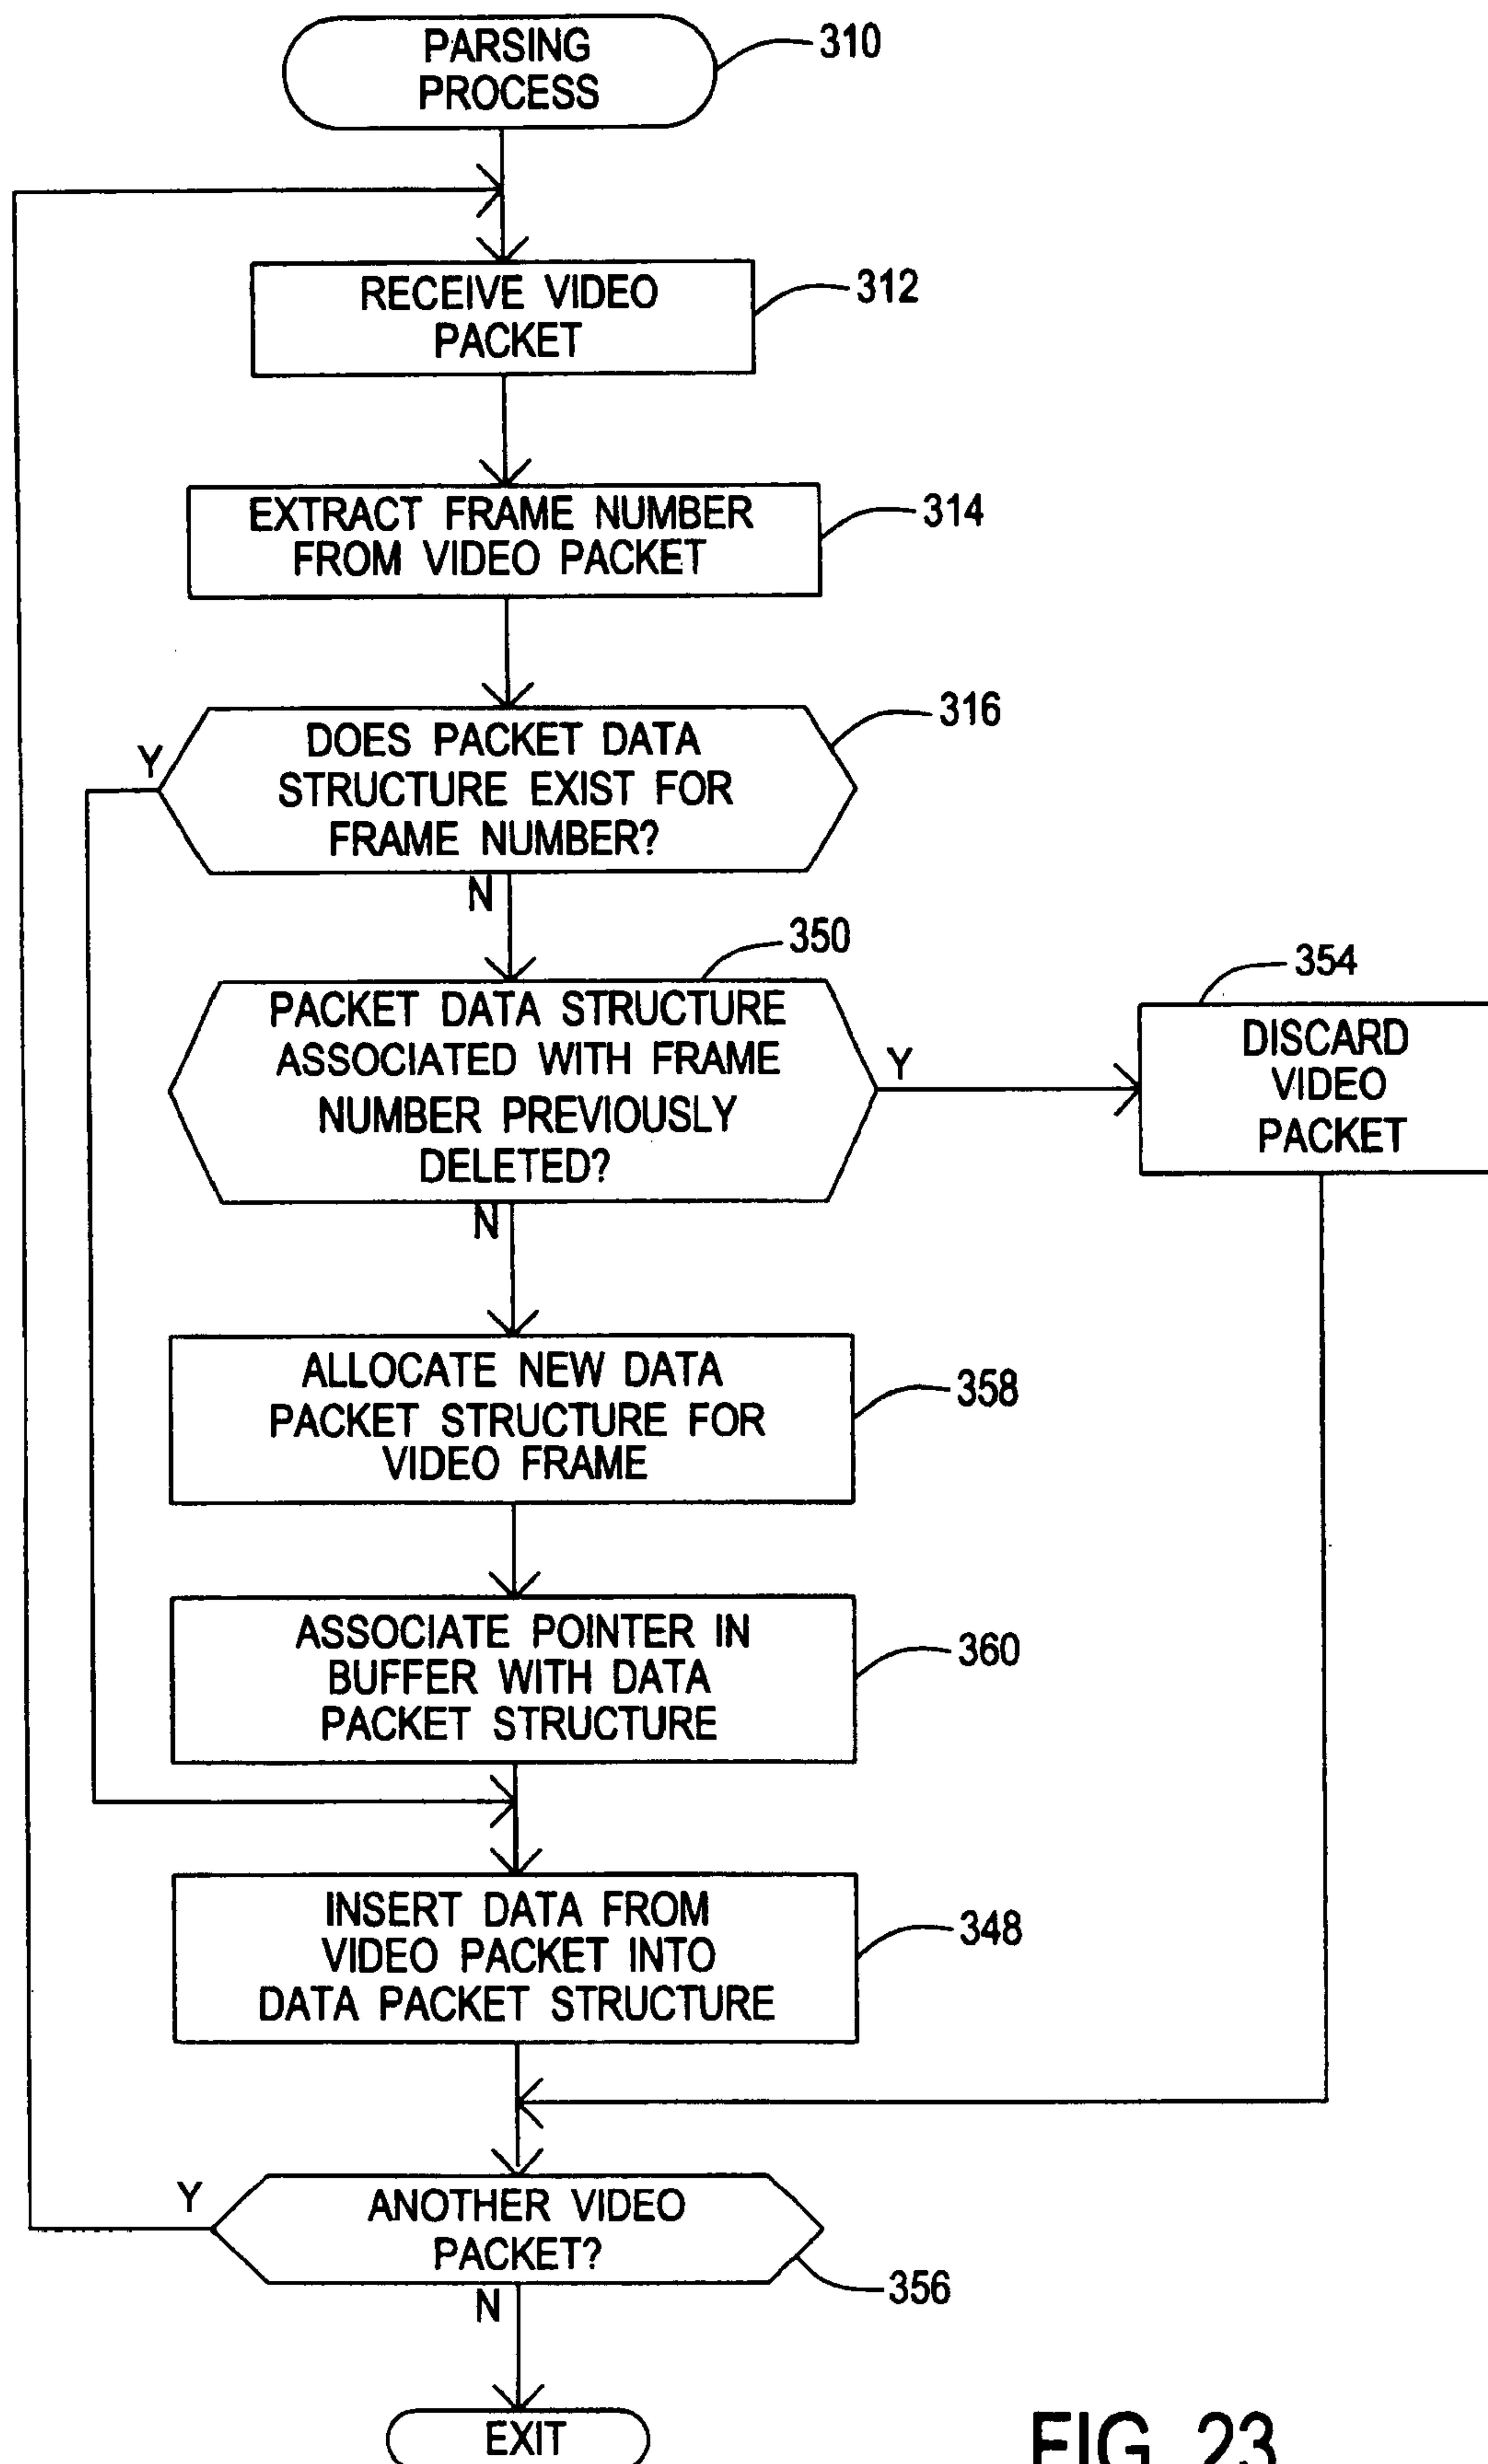 PARSING
PROCESS
310
RECEIVE VIDEO
PACKET
312
EXTRACT FRAME NUMBER
FROM VIDEO PACKET
314
DOES PACKET DATA
STRUCTURE EXIST FOR
FRAME NUMBER?
316
Y
N
PACKET DATA STRUCTURE
ASSOCIATED WITH FRAME
NUMBER PREVIOUSLY
DELETED?
350
Y
N
DISCARD
VIDEO
PACKET
354
ALLOCATE NEW DATA
PACKET STRUCTURE FOR
VIDEO FRAME
358
ASSOCIATE POINTER IN
BUFFER WITH DATA
PACKET STRUCTURE
360
INSERT DATA FROM
VIDEO PACKET INTO
DATA PACKET STRUCTURE
348
ANOTHER VIDEO
PACKET?
356
Y
N
EXIT
FIG. 23